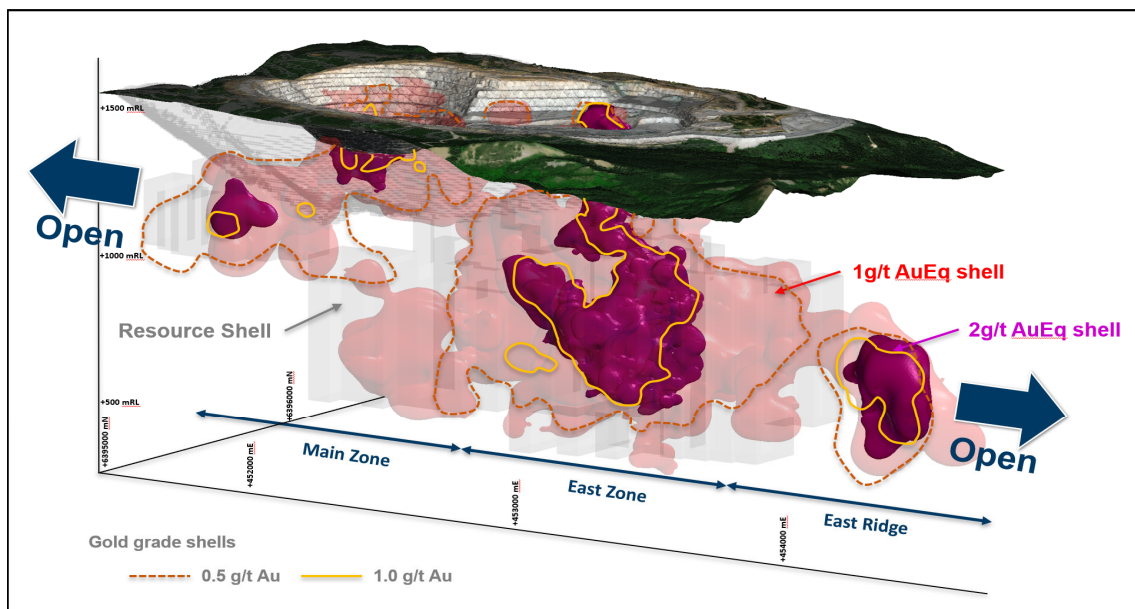 +1500 mRL
Open
+1000 mRL
1g/t AuEq shell
Resource Shell
2g/t AuEq shell
+500 mRL
+6396000 mN
+6395000 mN
Open
Main Zone
+452000 mE
East Zone
+453000 mE
East Ridge
+454000 mE
Gold grade shells
0.5 g/t Au
1.0 g/t Au